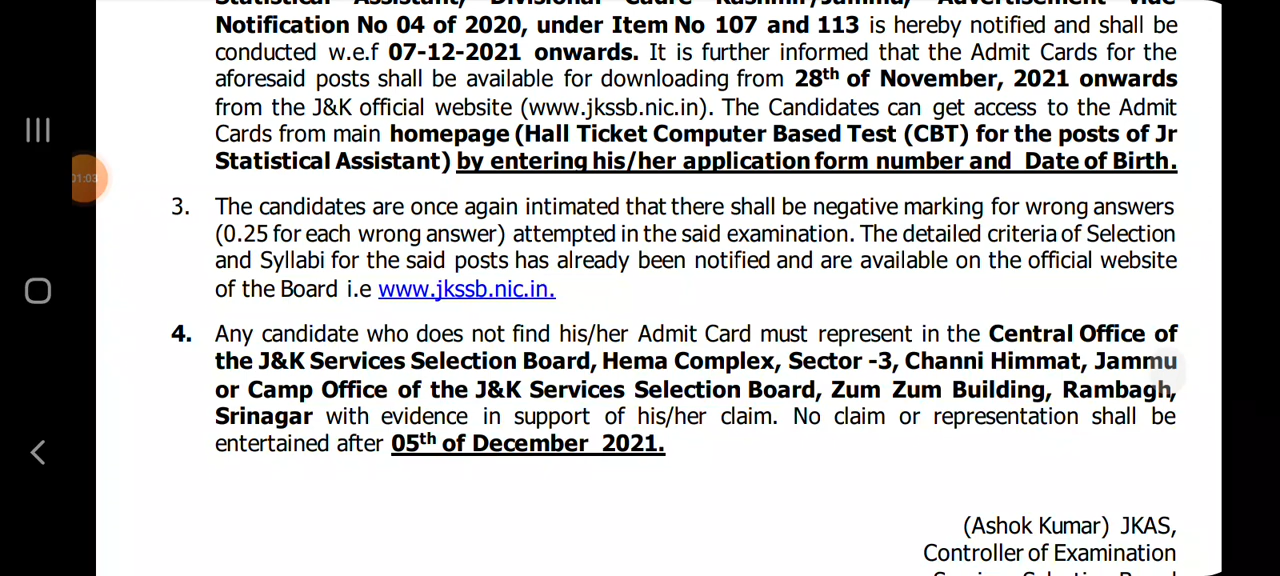 Statistical Assistant, Divisional Cadre Kashmir/Jammu, Advertisement vide
Notification No 04 of 2020, under Item No 107 and 113 is hereby notified and shall be
conducted w.e.f 07-12-2021 onwards. It is further informed that the Admit Cards for the
aforesaid posts shall be available for downloading from 28th of November, 2021 onwards
from the J&K official website (www.jkssb.nic.in). The Candidates can get access to the Admit
Cards from main homepage (Hall Ticket Computer Based Test (CBT) for the posts of Jr
Statistical Assistant) by entering his/her application form number and Date of Birth.
01:03
3. The candidates are once again intimated that there shall be negative marking for wrong answers
(0.25 for each wrong answer) attempted in the said examination. The detailed criteria of Selection
and Syllabi for the said posts has already been notified and are available on the official website
of the Board i.e www.jkssb.nic.in.
4. Any candidate who does not find his/her Admit Card must represent in the Central Office of
the J&K Services Selection Board, Hema Complex, Sector -3, Channi Himmat, Jammu
or Camp Office of the J&K Services Selection Board, Zum Zum Building, Rambagh,
Srinagar with evidence in support of his/her claim. No claim or representation shall be
entertained after 05th of December 2021.
(Ashok Kumar) JKAS,
Controller of Examination